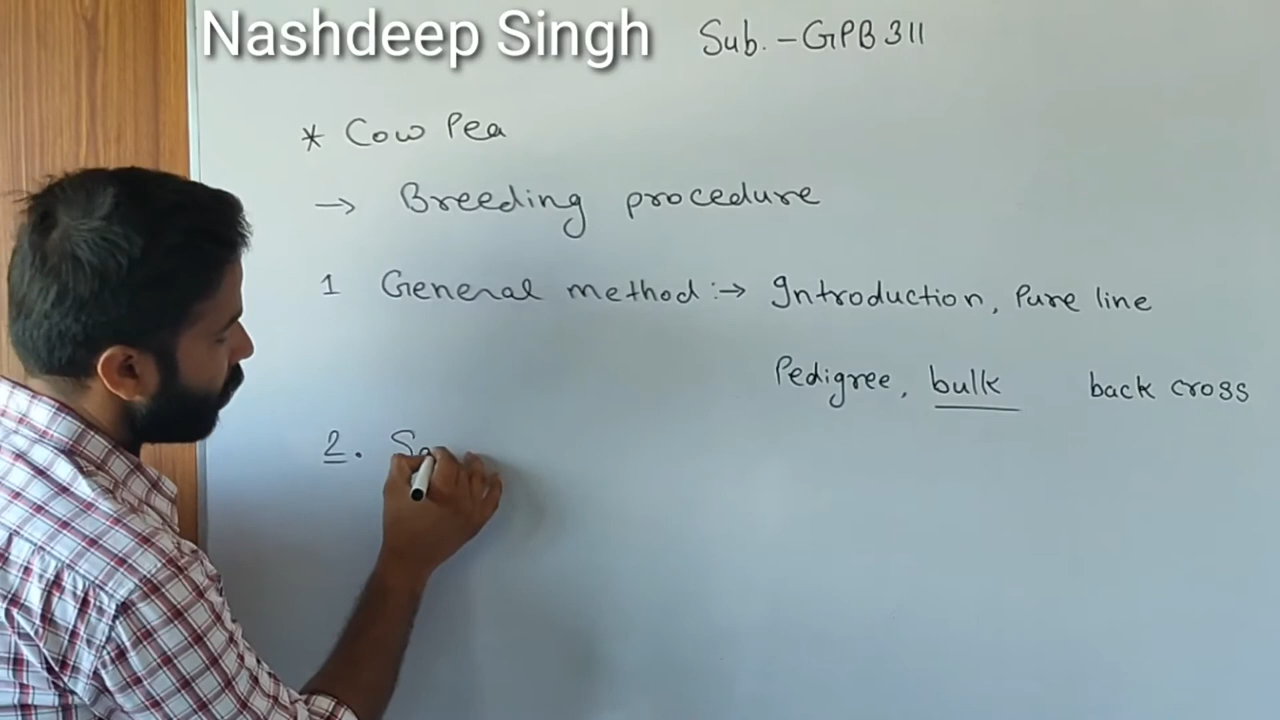 Nashdeep Singh Sub. - GPB 311
* Cow Pea
→ Breeding procedure
1 General method :→ Introduction, Pure line
Pedigree, bulk back cross
2.